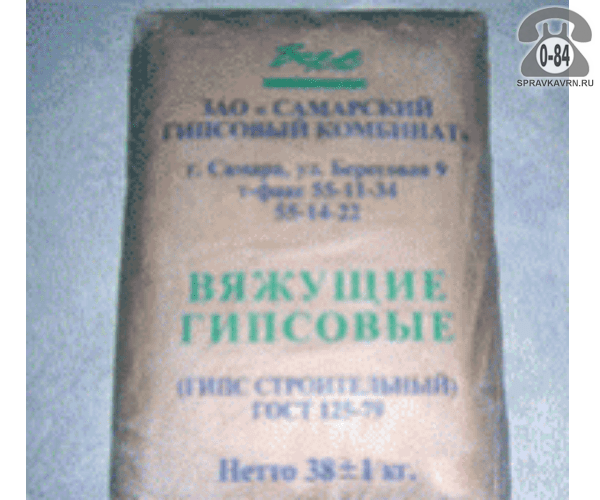 0-84
SPRAVKAVRN.RU
ЗАО «САМАРСКИЙ
ГИПСОВЫЙ КОМБИНАТ»
г. Самара, ул. Береговая 9
т-факс 55-11-34
55-14-22
ВЯЖУЩИЕ
ГИПСОВЫЕ
(ГИПС СТРОИТЕЛЬНЫЙ)
ГОСТ 125-79
Нетто 38±1 кг.